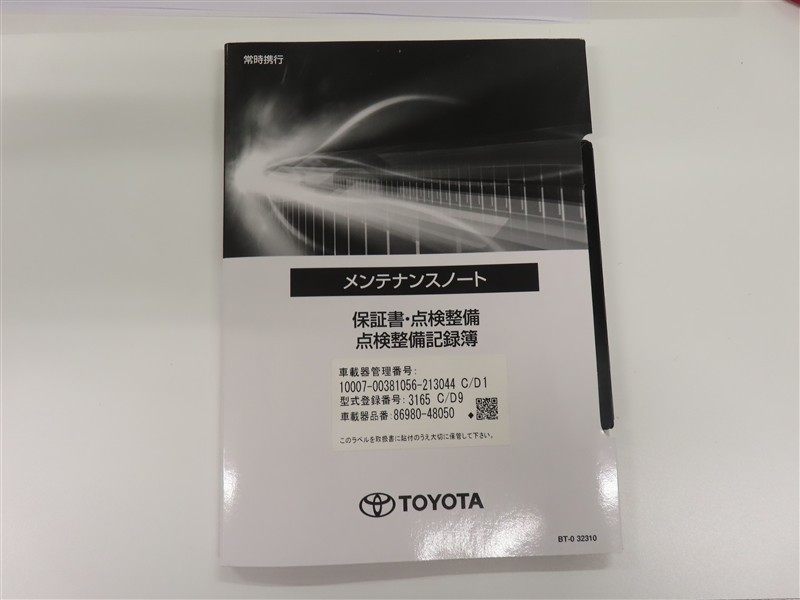 常時携行
メンテナンスノート
保証書・点検整備
点検整備記録簿
車載器管理番号:
10007-00381056-213044 C/D1
型式登録番号: 3165 C/D9
車載器品番: 86980-48050
このラベルを取扱書に貼付のうえ大切に保管して下さい。
TOYOTA
BT-0 32310